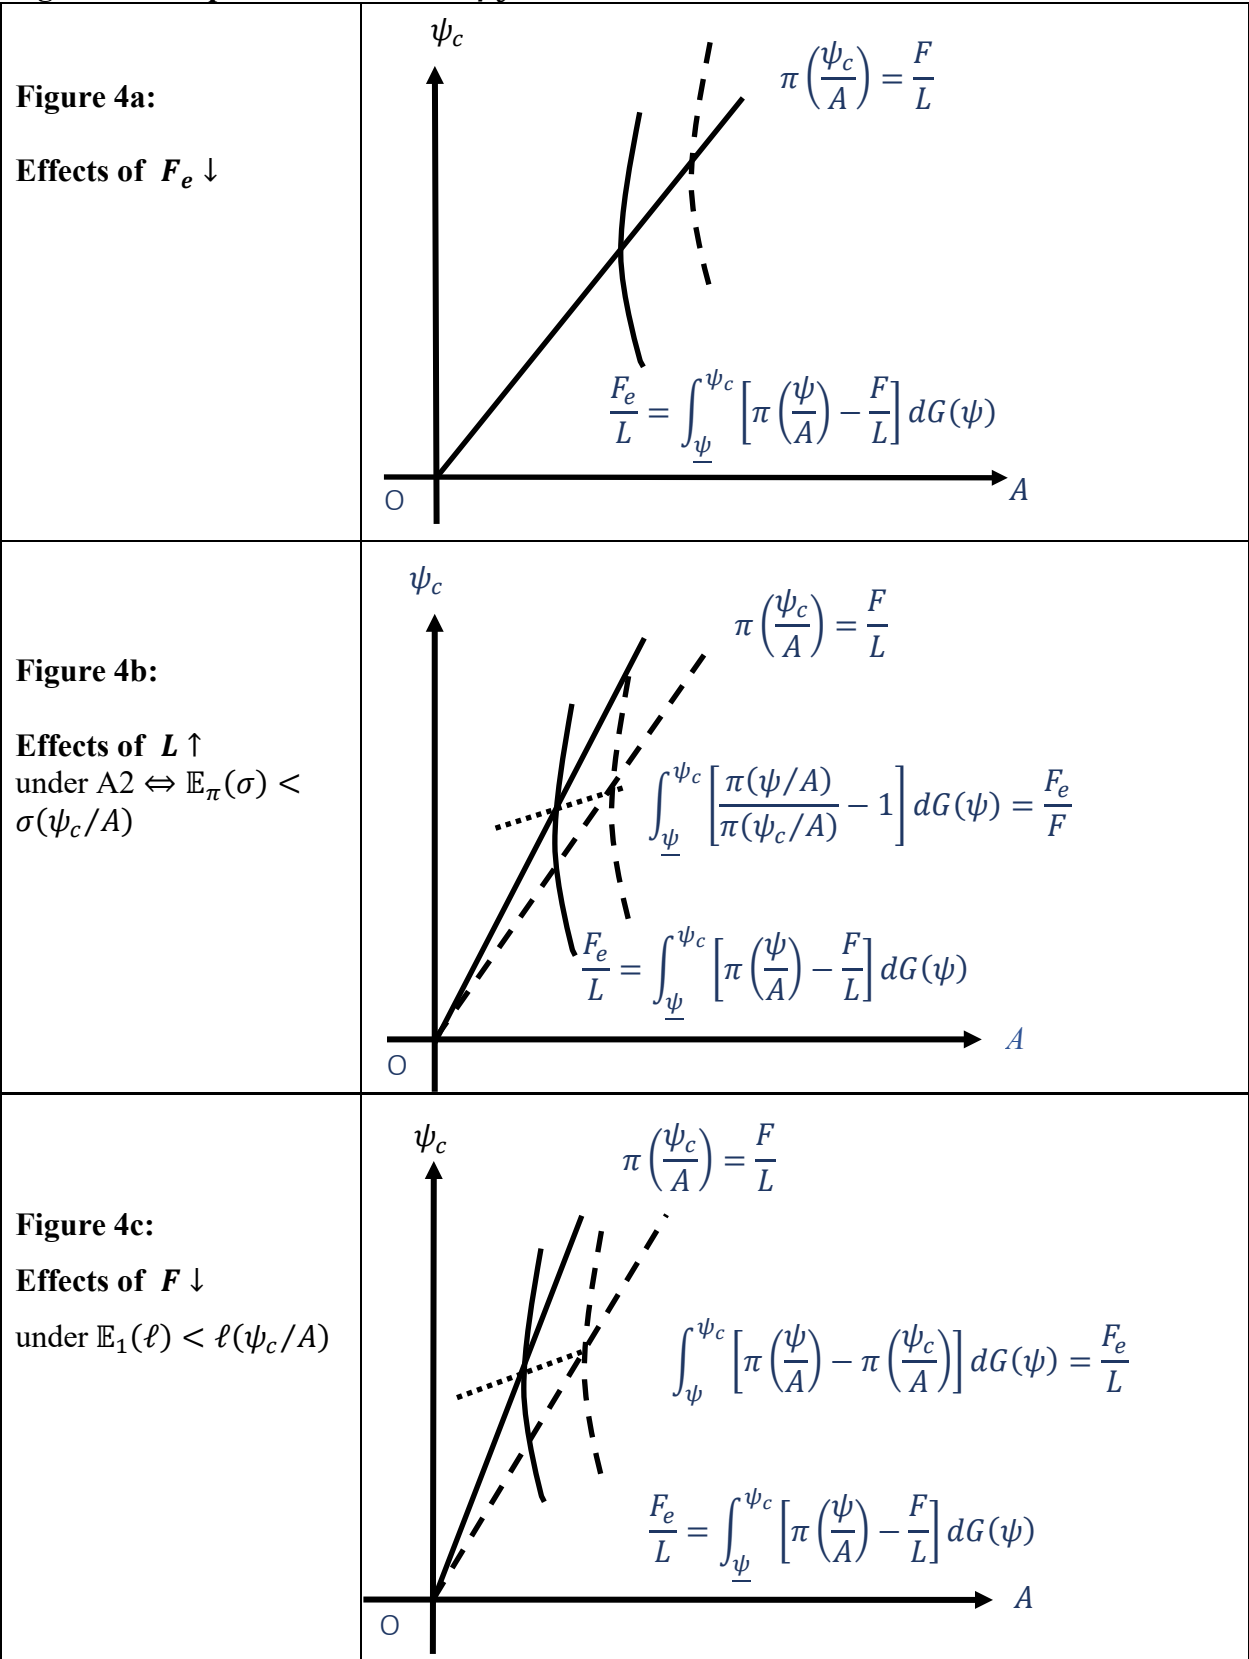 Figure 4a:
Effects of F_e ↓
ψ_c
π(ψ_c/A) = F/L
F_e/L = ∫_ψ̲^ψ_c [π(ψ/A) − F/L] dG(ψ)
O
A
Figure 4b:
Effects of L ↑
under A2 ⇔ 𝔼_π(σ) <
σ(ψ_c/A)
ψ_c
π(ψ_c/A) = F/L
∫_ψ̲^ψ_c [π(ψ/A)/π(ψ_c/A) − 1] dG(ψ) = F_e/F
F_e/L = ∫_ψ̲^ψ_c [π(ψ/A) − F/L] dG(ψ)
O
A
Figure 4c:
Effects of F ↓
under 𝔼_1(ℓ) < ℓ(ψ_c/A)
ψ_c
π(ψ_c/A) = F/L
∫_ψ̲^ψ_c [π(ψ/A) − π(ψ_c/A)] dG(ψ) = F_e/L
F_e/L = ∫_ψ̲^ψ_c [π(ψ/A) − F/L] dG(ψ)
O
A